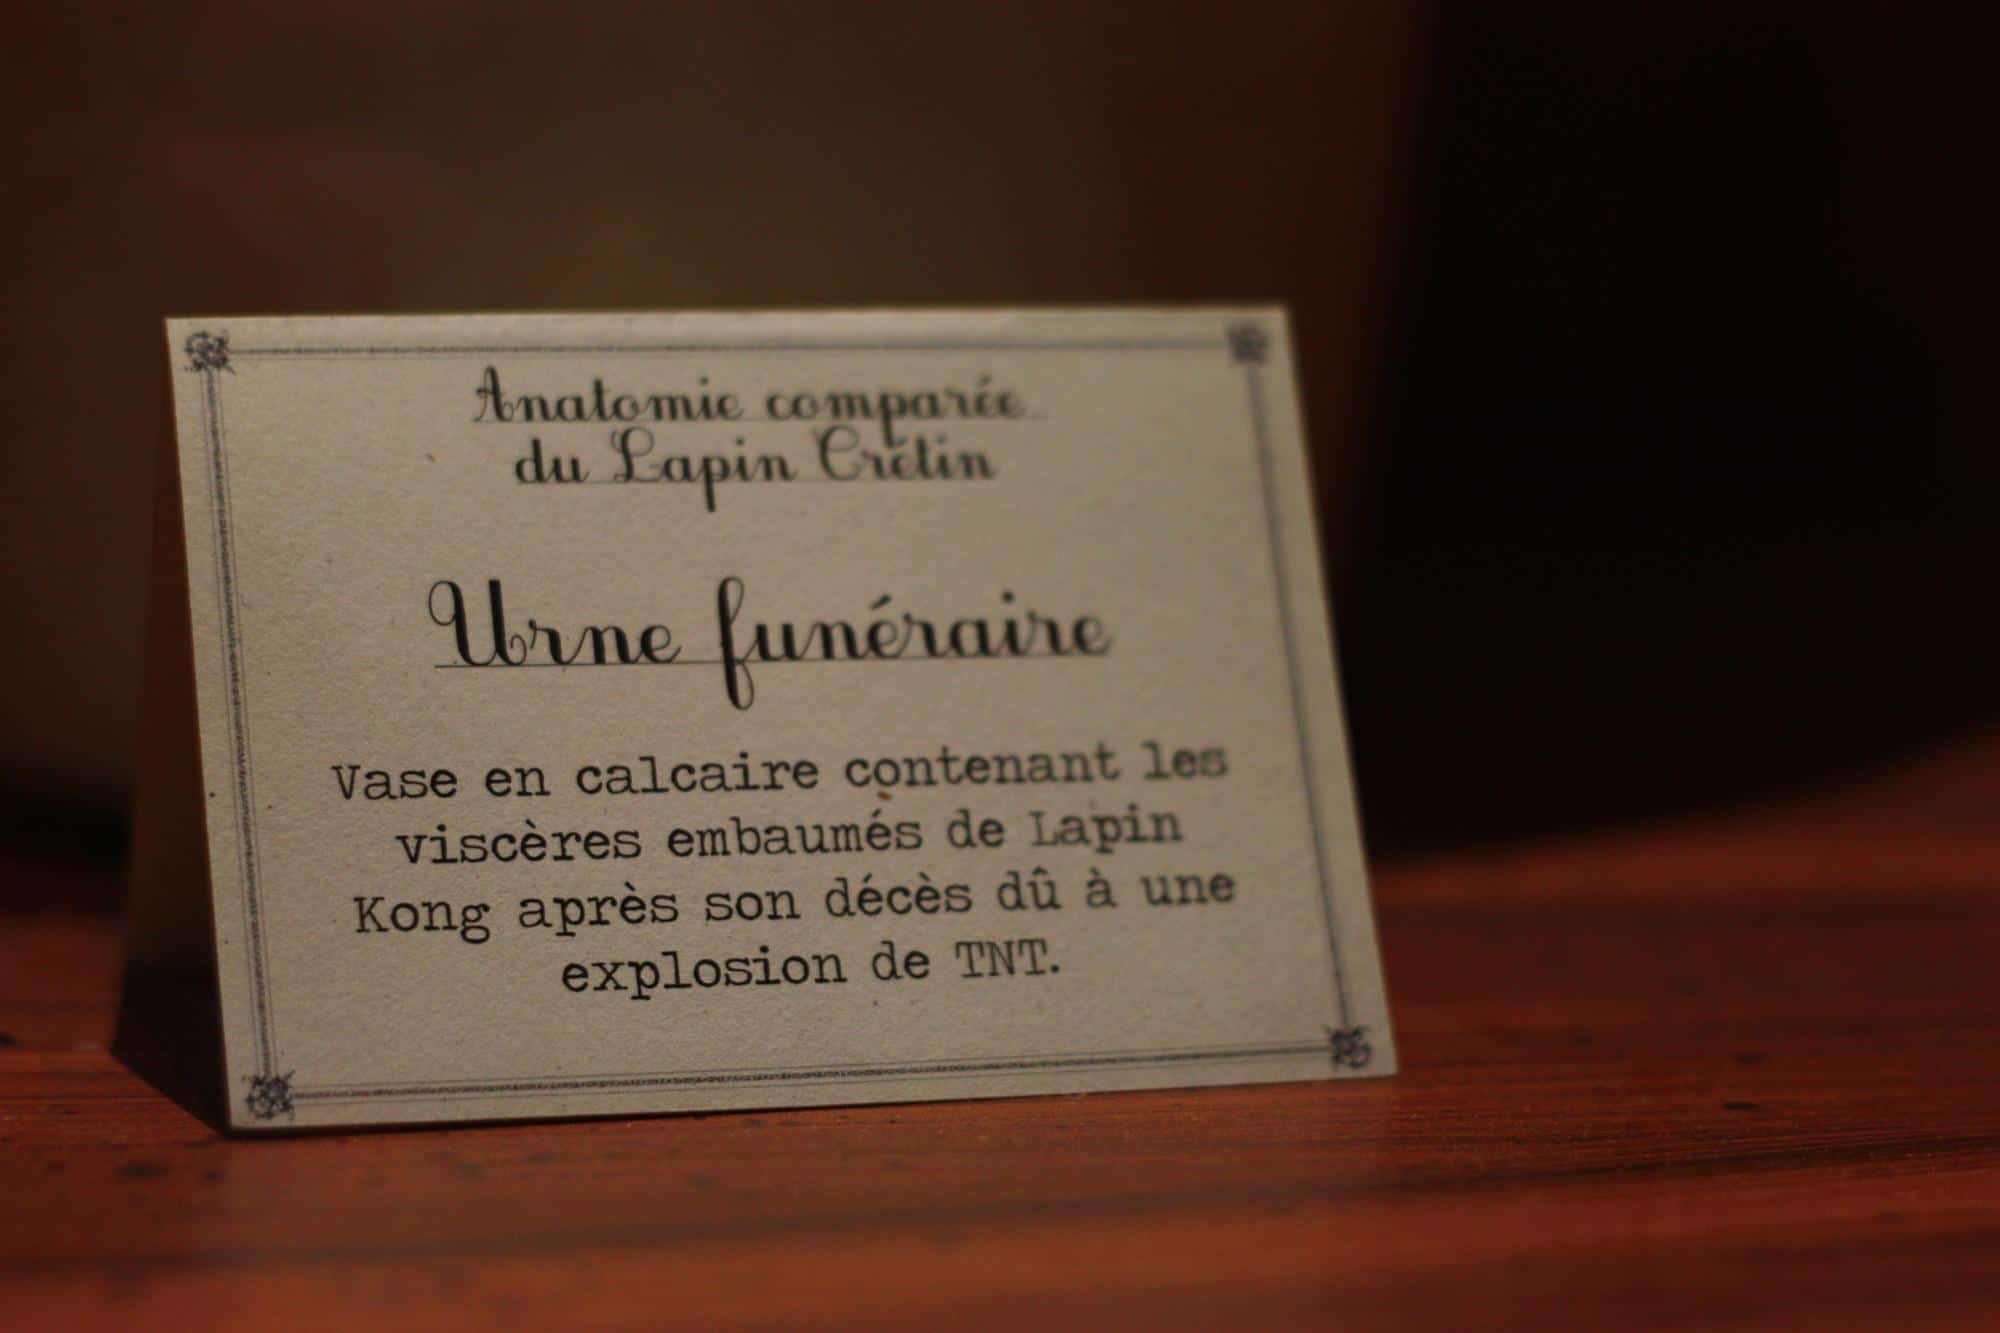 Anatomie comparée
du Lapin Crétin
Urne funéraire
Vase en calcaire contenant les
viscères embaumés de Lapin
Kong après son décès dû à une
explosion de TNT.